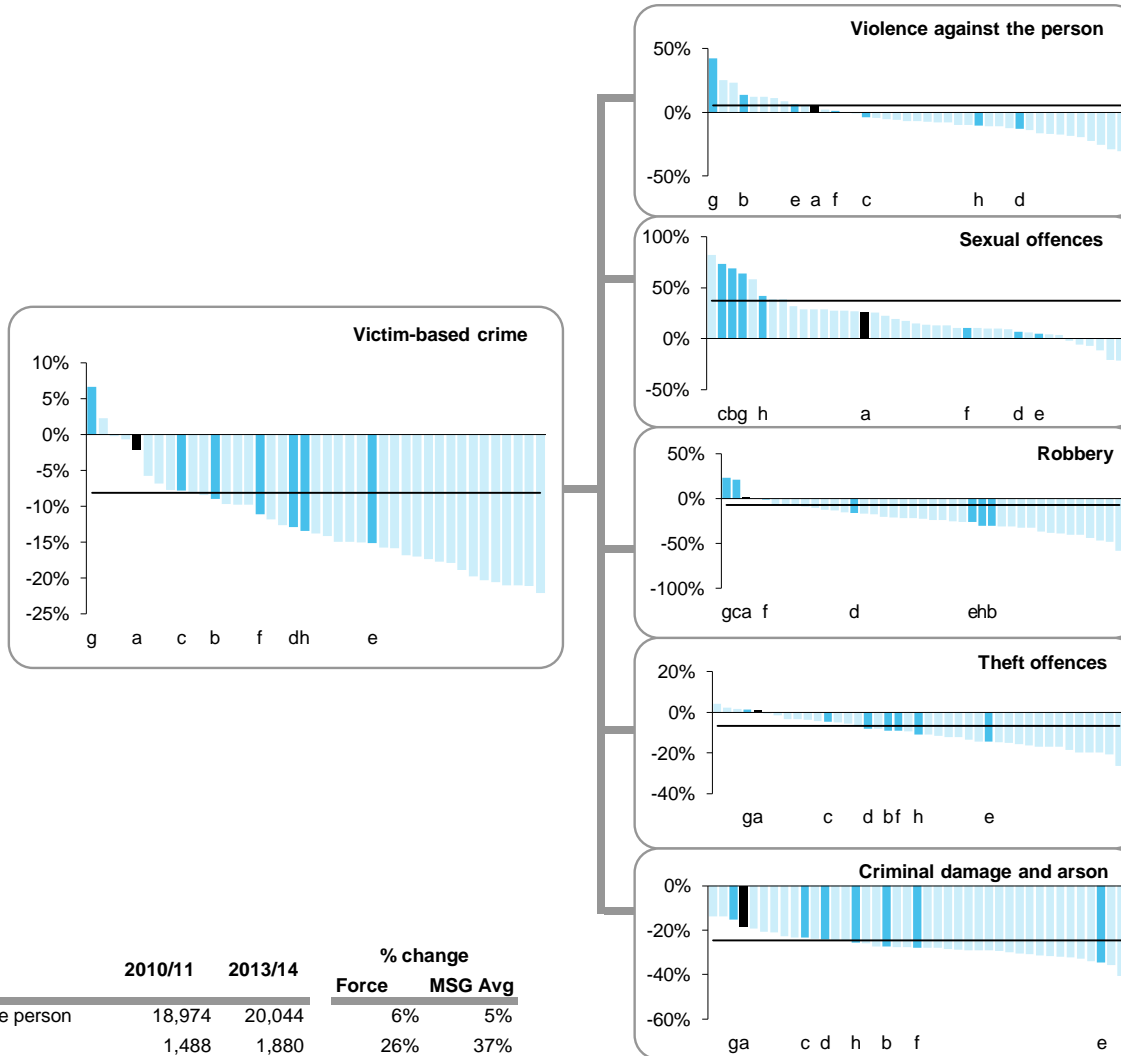 Violence against the person
50%
0%
-50%
g b e a f c h d
Sexual offences
100%
50%
0%
-50%
cbg h a f d e
Victim-based crime
10%
5%
0%
-5%
-10%
-15%
-20%
-25%
g a c b f dh e
Robbery
50%
0%
-50%
-100%
gca f d ehb
Theft offences
20%
0%
-20%
-40%
ga c d bf h e
Criminal damage and arson
0%
-20%
-40%
-60%
ga c d h b f e
2010/11 2013/14 % change
Force MSG Avg
e person 18,974 20,044 6% 5%
1,488 1,880 26% 37%